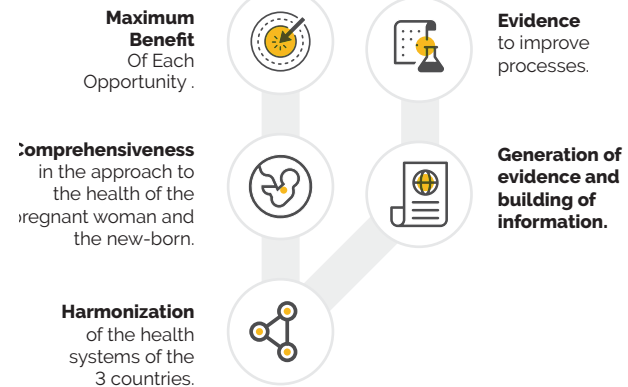 Maximum
Benefit
Of Each
Opportunity .
Comprehensiveness
in the approach to
the health of the
pregnant woman and
the new-born.
Harmonization
of the health
systems of the
3 countries.
Evidence
to improve
processes.
Generation of
evidence and
building of
information.